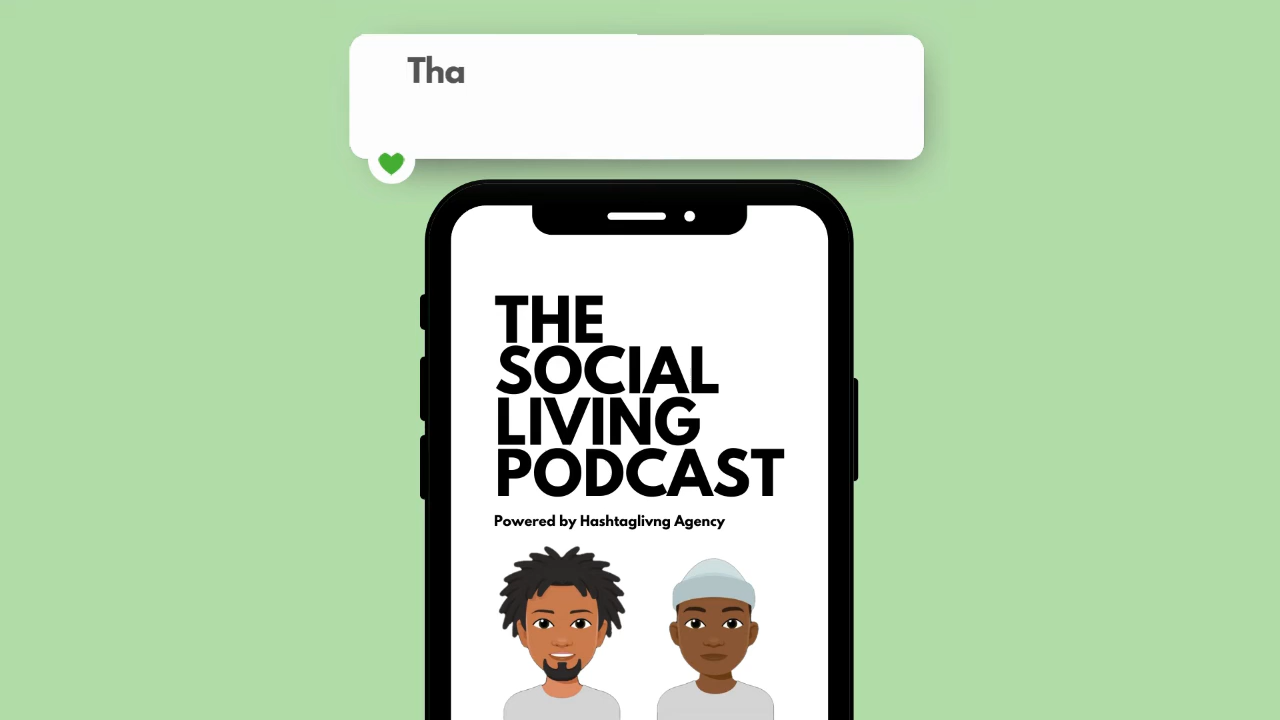 Tha
THE
SOCIAL
LIVING
PODCAST
Powered by Hashtaglivng Agency